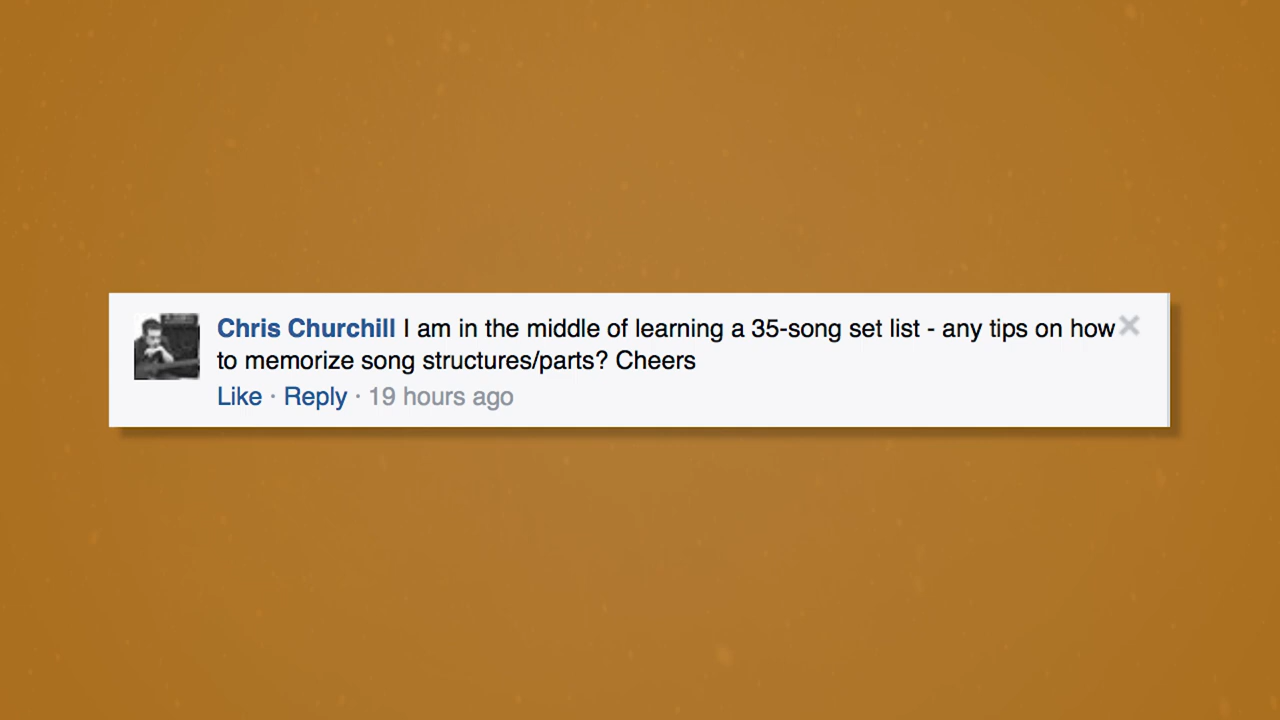 Chris Churchill I am in the middle of learning a 35-song set list - any tips on how
to memorize song structures/parts? Cheers
Like · Reply · 19 hours ago